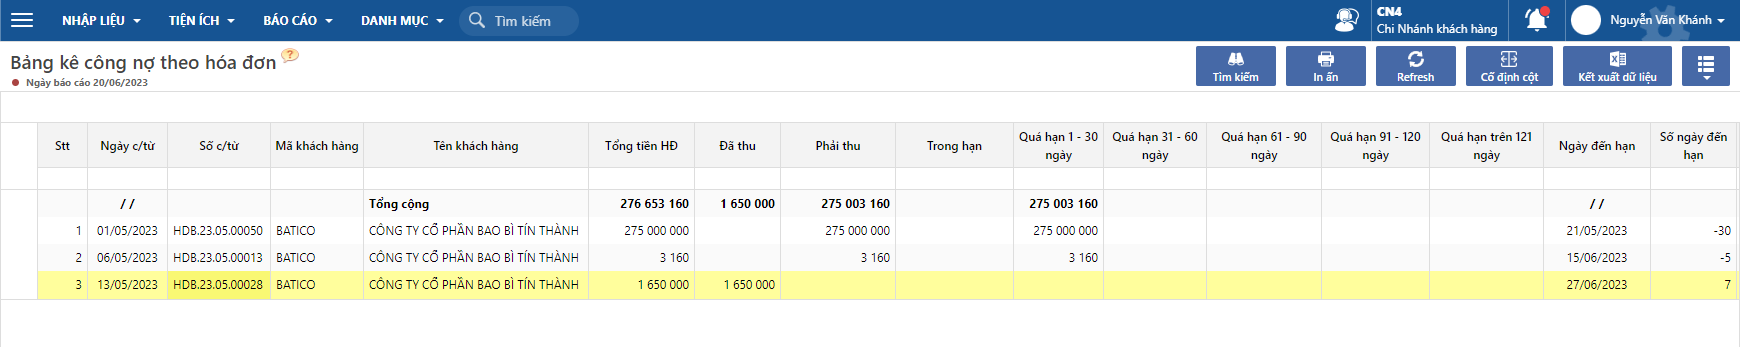 NHẬP LIỆU TIỆN ÍCH BÁO CÁO DANH MỤC Tìm kiếm CN4 Nguyễn Văn Khánh
Chi Nhánh khách hàng
Bảng kê công nợ theo hóa đơn ?
Ngày báo cáo 20/06/2023
Tìm kiếm In ấn Refresh Cố định cột Kết xuất dữ liệu
Stt Ngày c/từ Số c/từ Mã khách hàng Tên khách hàng Tổng tiền HĐ Đã thu Phải thu Trong hạn Quá hạn 1 - 30 ngày Quá hạn 31 - 60 ngày Quá hạn 61 - 90 ngày Quá hạn 91 - 120 ngày Quá hạn trên 121 ngày Ngày đến hạn Số ngày đến hạn
/ / Tổng cộng 276 653 160 1 650 000 275 003 160 275 003 160 / /
1 01/05/2023 HDB.23.05.00050 BATICO CÔNG TY CỔ PHẦN BAO BÌ TÍN THÀNH 275 000 000 275 000 000 275 000 000 21/05/2023 -30
2 06/05/2023 HDB.23.05.00013 BATICO CÔNG TY CỔ PHẦN BAO BÌ TÍN THÀNH 3 160 3 160 3 160 15/06/2023 -5
3 13/05/2023 HDB.23.05.00028 BATICO CÔNG TY CỔ PHẦN BAO BÌ TÍN THÀNH 1 650 000 1 650 000 27/06/2023 7